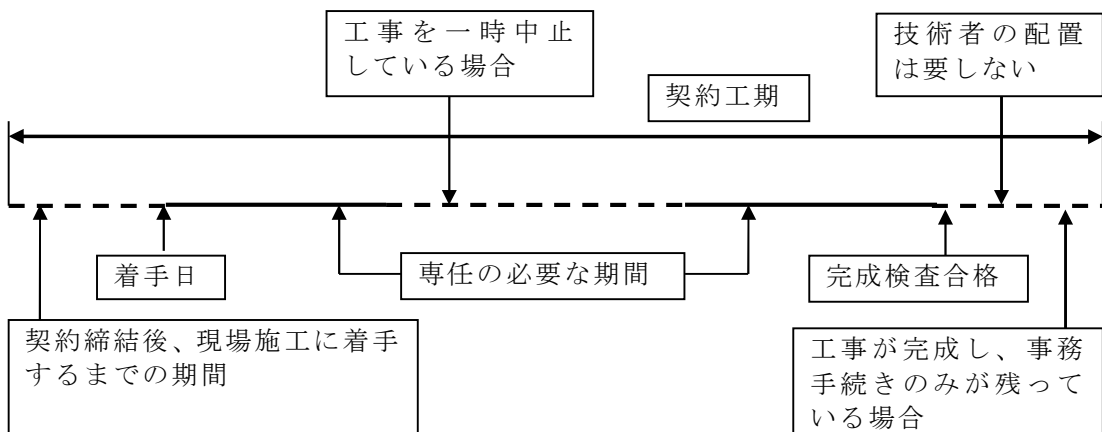 工事を一時中止
している場合
技術者の配置
は要しない
契約工期
着手日
専任の必要な期間
完成検査合格
契約締結後、現場施工に着手
するまでの期間
工事が完成し、事務
手続きのみが残って
いる場合